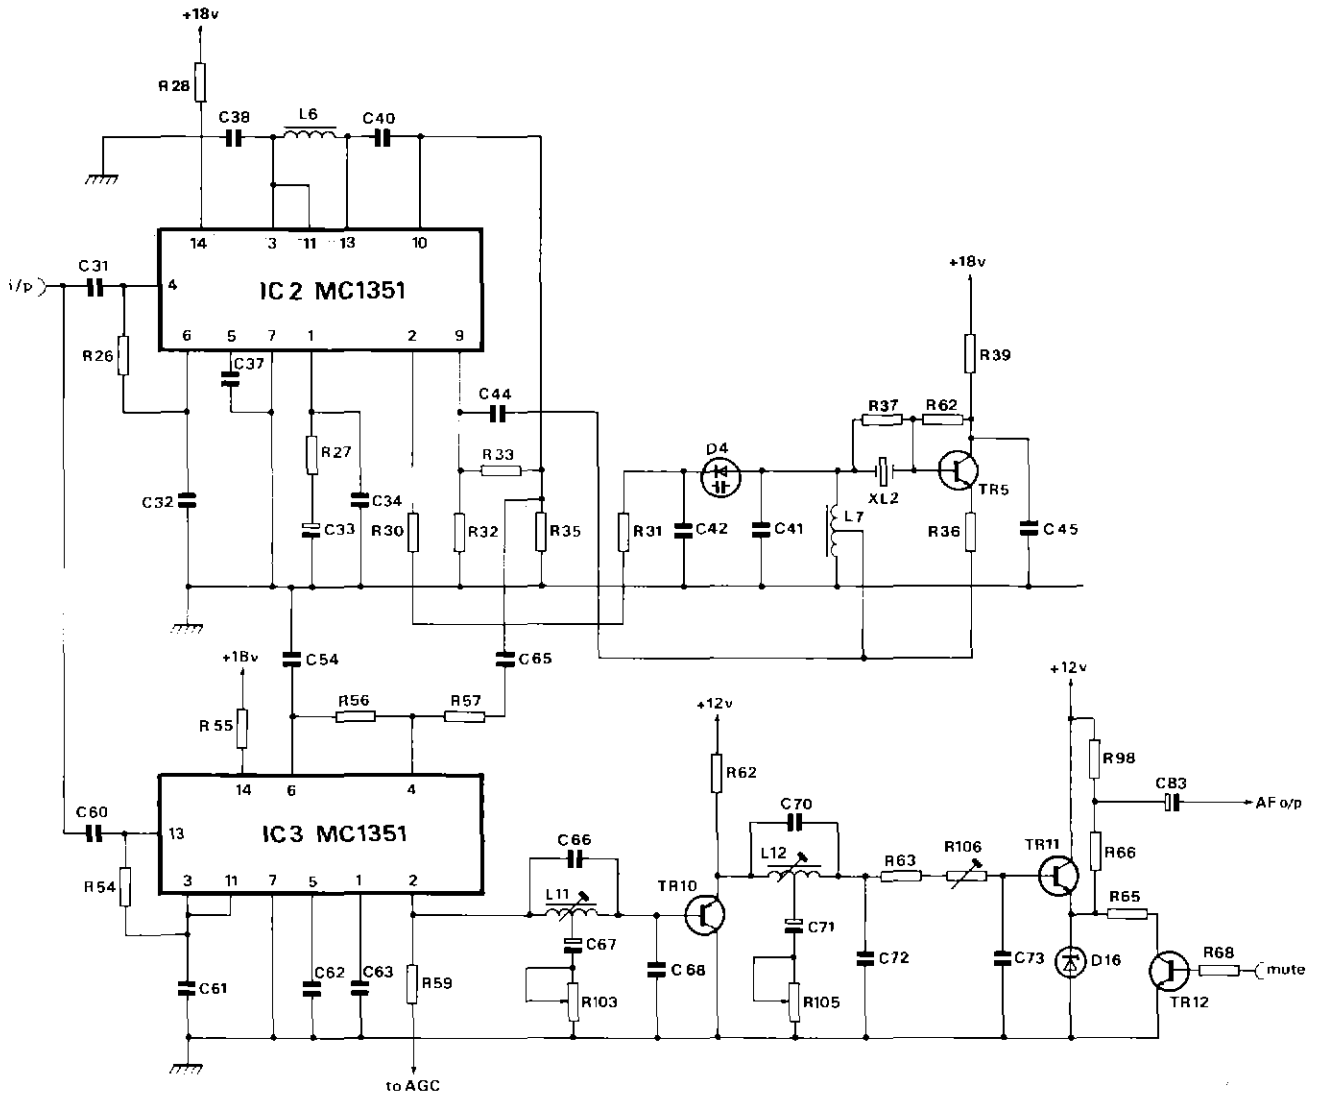 +18v
R28
C38
L6
C40
14 3 11 13 10
C31
i/p
4
IC2 MC1351
6 5 7 1 2 9
+18v
R26
C37
R39
C44
R37
R62
R27
R33
D4
XL2
TR5
C32
C34
C33
R30
R32
R35
R31
C42
C41
L7
R36
C45
+18v
C54
C65
+12v
R56
R57
+12v
R55
R98
14 6 4
R62
C83
AF o/p
C60
13
IC3 MC1351
C70
C66
L12
R63
R106
TR11
R66
R54
3 11 7 5 1 2
L11
TR10
R65
C67
C71
C61
C62
C63
R59
C68
C72
C73
D16
R68
mute
R103
R105
TR12
to AGC